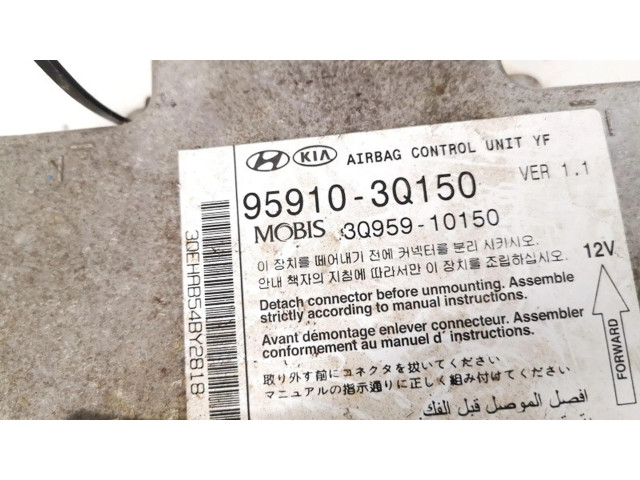 KIA AIRBAG CONTROL UNIT YF
95910-3Q150 VER 1.1
MOBIS 3Q959-10150
이 장치를 떼어내기 전에 커넥터를 분리 시키시오.
안내 책자의 지침에 따라서만 이 장치를 조립하십시오.
12V
Detach connector before unmounting. Assemble
strictly according to manual instructions.
Avant démontage enlever connecteur. Assembler
conformement au manuel d' instructions.
取り外す前にコネクタを抜いてください
マニュアルの指示通りに正しく組み付けてください
افصل الموصل قبل الفك
FORWARD
3DEHAB54BY2818